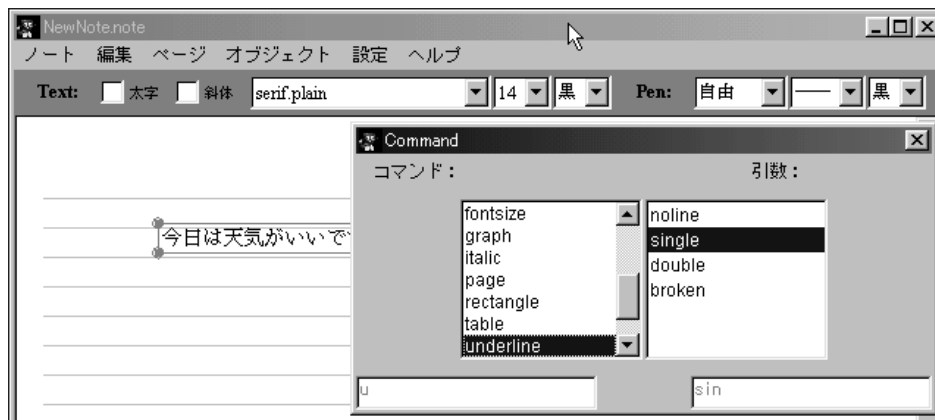 NewNote.note
ノート 編集 ページ オブジェクト 設定 ヘルプ
Text: 太字 斜体 serif.plain 14 黒 Pen: 自由 黒
Command
コマンド： 引数：
fontsize
graph
italic
page
rectangle
table
underline
noline
single
double
broken
今日は天気がいいで
u
sin